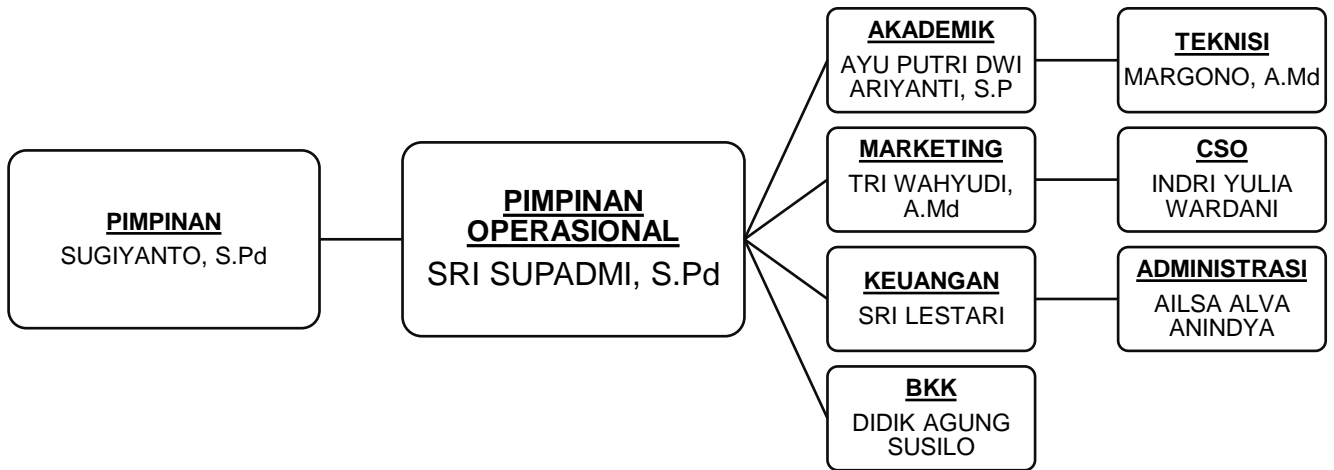 PIMPINAN
SUGIYANTO, S.Pd
PIMPINAN
OPERASIONAL
SRI SUPADMI, S.Pd
AKADEMIK
AYU PUTRI DWI
ARIYANTI, S.P
TEKNISI
MARGONO, A.Md
MARKETING
TRI WAHYUDI,
A.Md
CSO
INDRI YULIA
WARDANI
KEUANGAN
SRI LESTARI
ADMINISTRASI
AILSA ALVA
ANINDYA
BKK
DIDIK AGUNG
SUSILO